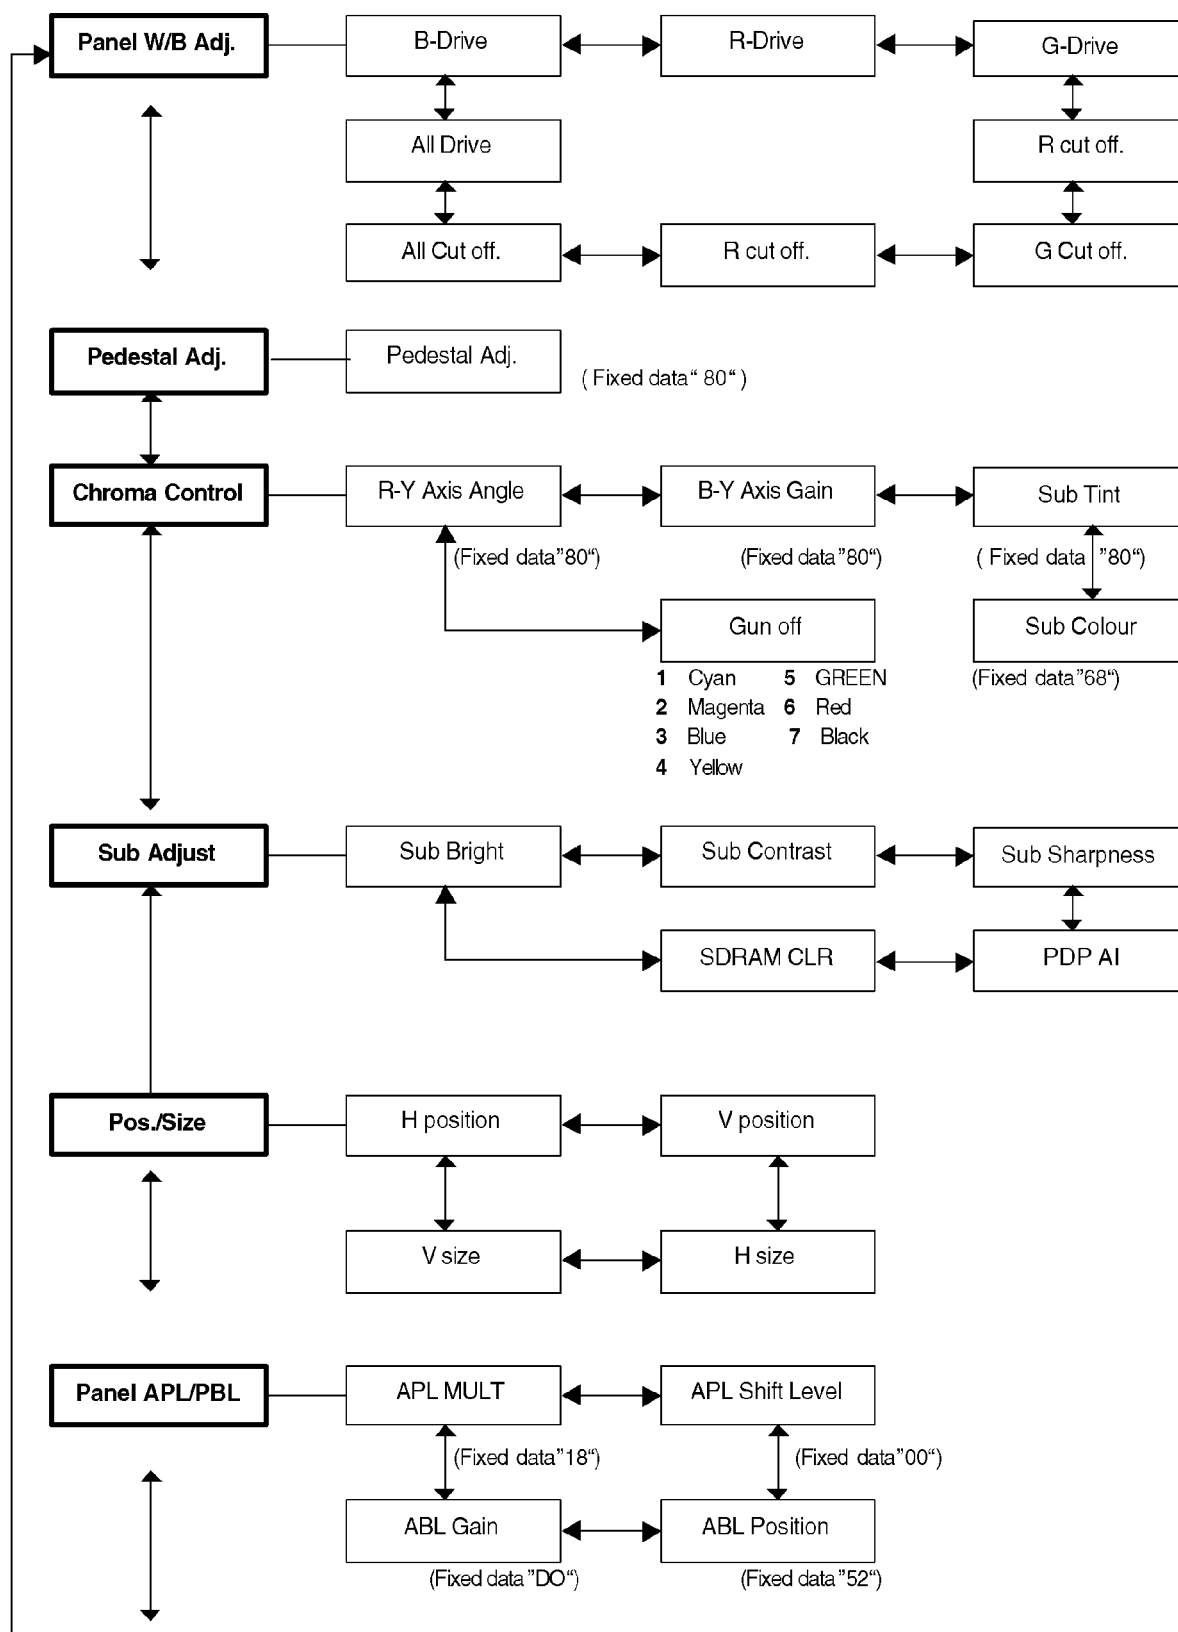 Panel W/B Adj.
B-Drive
R-Drive
G-Drive
All Drive
R cut off.
All Cut off.
R cut off.
G Cut off.
Pedestal Adj.
Pedestal Adj.
( Fixed data“ 80“ )
Chroma Control
R-Y Axis Angle
B-Y Axis Gain
Sub Tint
(Fixed data”80“)
(Fixed data”80“)
( Fixed data ”80“)
Gun off
Sub Colour
(Fixed data”68“)
1 Cyan 5 GREEN
2 Magenta 6 Red
3 Blue 7 Black
4 Yellow
Sub Adjust
Sub Bright
Sub Contrast
Sub Sharpness
SDRAM CLR
PDP AI
Pos./Size
H position
V position
V size
H size
Panel APL/PBL
APL MULT
APL Shift Level
(Fixed data”18“)
(Fixed data”00“)
ABL Gain
ABL Position
(Fixed data”DO“)
(Fixed data”52“)